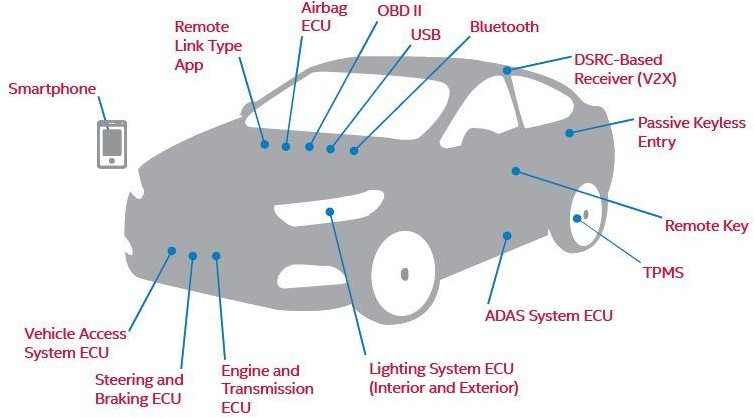 Airbag
ECU
OBD II
Remote
Link Type
App
USB
Bluetooth
DSRC-Based
Receiver (V2X)
Smartphone
Passive Keyless
Entry
Remote Key
TPMS
ADAS System ECU
Vehicle Access
System ECU
Steering and
Braking ECU
Engine and
Transmission
ECU
Lighting System ECU
(Interior and Exterior)